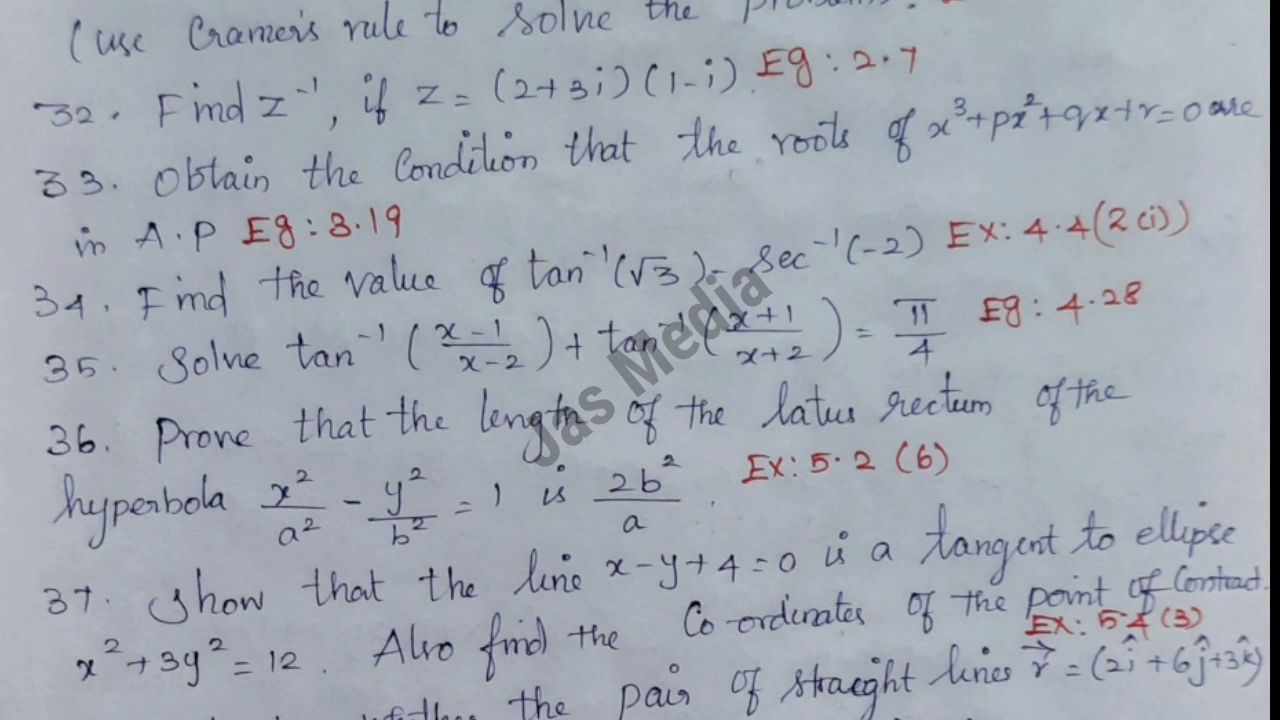 (use Cramer's rule to solve the
32. Find z⁻¹, if z = (2+3i)(1-i). Eg: 2.7
33. Obtain the Condition that the roots of x³+px²+qx+r=0 are
in A.P Eg: 3.19
34. Find the value of tan⁻¹(√3)- sec⁻¹(-2) Ex: 4.4(2(i))
35. Solve tan⁻¹(x-1/x-2) + tan⁻¹(x+1/x+2) = π/4 Eg: 4.28
36. Prove that the length of the latus rectum of the
hyperbola x²/a² - y²/b² = 1 is 2b²/a. Ex: 5.2 (6)
37. Show that the line x-y+4=0 is a tangent to ellipse
x²+3y²=12. Also find the Co-ordinates of the point of Contract.
Ex: 5.4 (3)
the pair of straight lines r⃗ = (2î+6ĵ+3k̂)
Jas Media